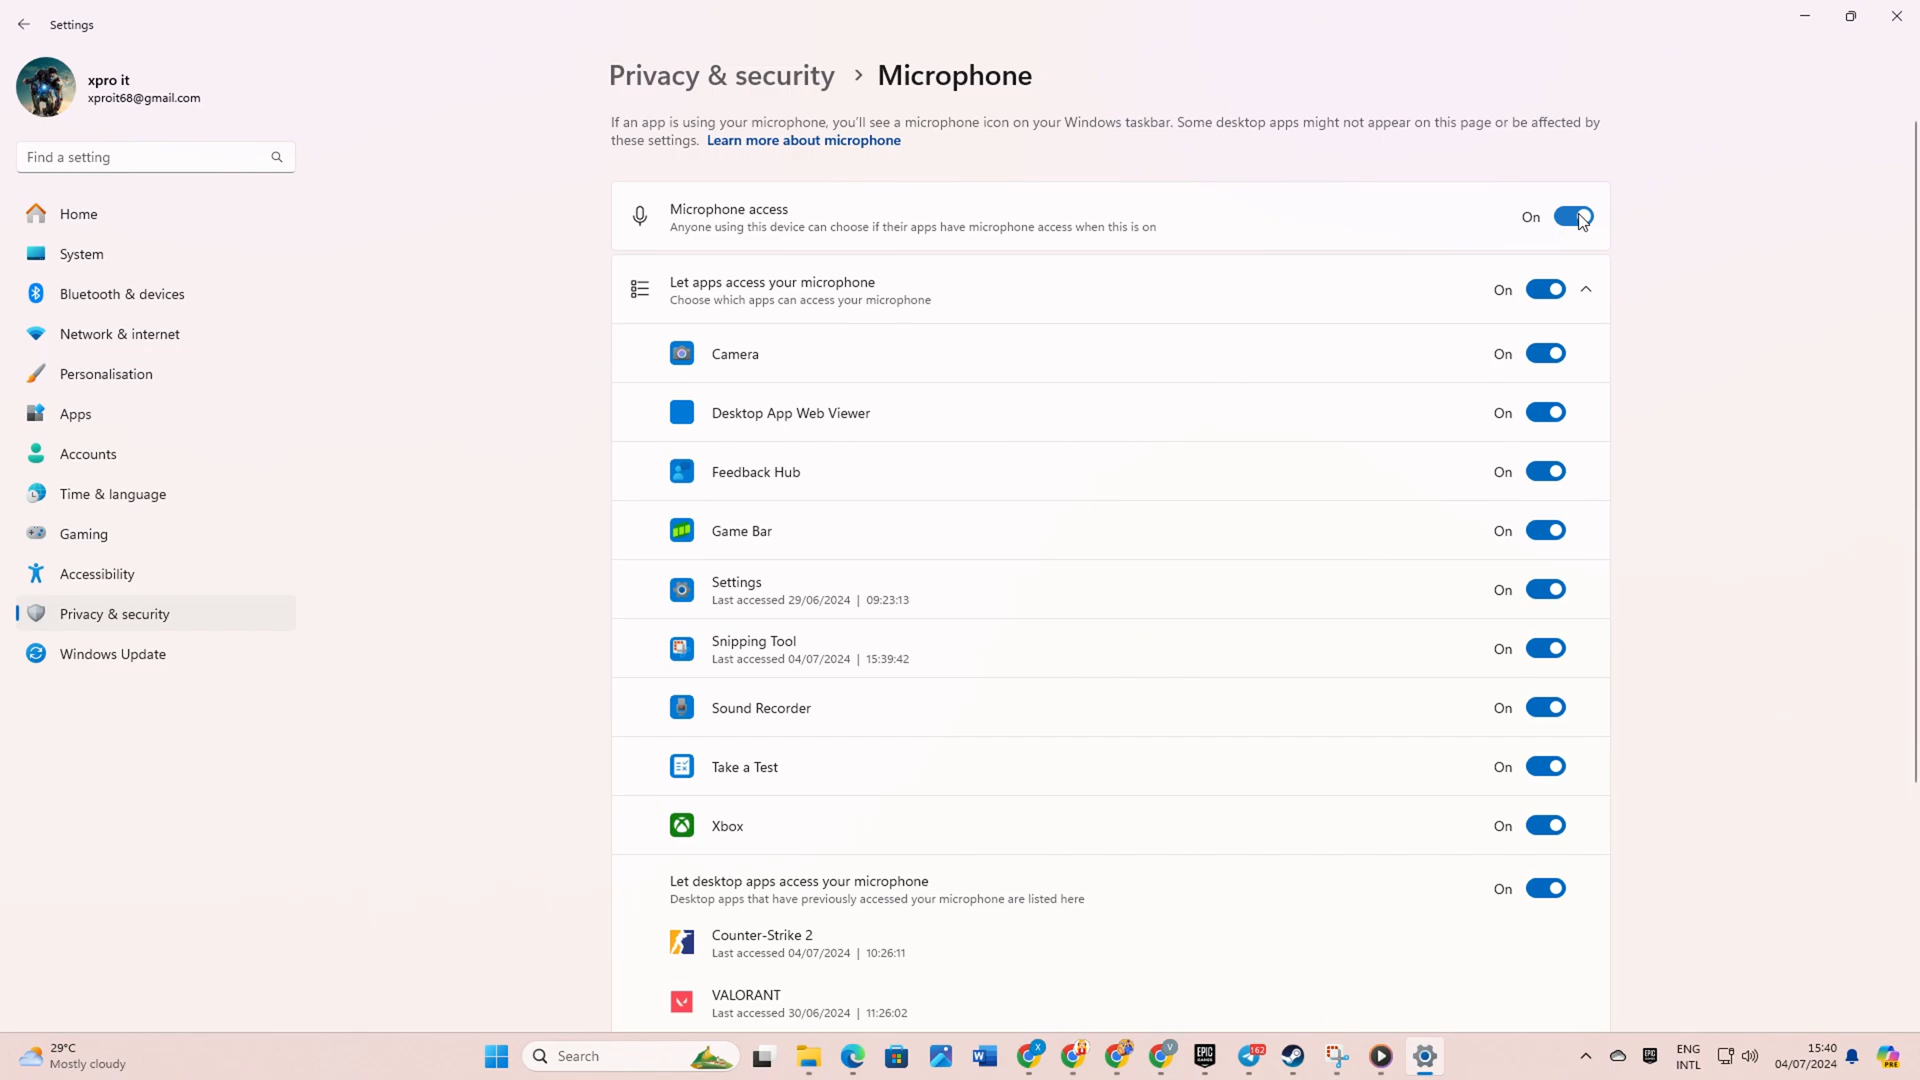 Settings
xpro it
xproit68@gmail.com
Find a setting
Home
System
Bluetooth & devices
Network & internet
Personalisation
Apps
Accounts
Time & language
Gaming
Accessibility
Privacy & security
Windows Update
Privacy & security > Microphone
If an app is using your microphone, you'll see a microphone icon on your Windows taskbar. Some desktop apps might not appear on this page or be affected by
these settings. Learn more about microphone
Microphone access
Anyone using this device can choose if their apps have microphone access when this is on
On
Let apps access your microphone
Choose which apps can access your microphone
On
Camera
On
Desktop App Web Viewer
On
Feedback Hub
On
Game Bar
On
Settings
Last accessed 29/06/2024 | 09:23:13
On
Snipping Tool
Last accessed 04/07/2024 | 15:39:42
On
Sound Recorder
On
Take a Test
On
Xbox
On
Let desktop apps access your microphone
Desktop apps that have previously accessed your microphone are listed here
On
Counter-Strike 2
Last accessed 04/07/2024 | 10:26:11
VALORANT
Last accessed 30/06/2024 | 11:26:02
29°C
Mostly cloudy
Search
X
V
EPIC
GAMES
162
ENG
INTL
15:40
04/07/2024
PRE